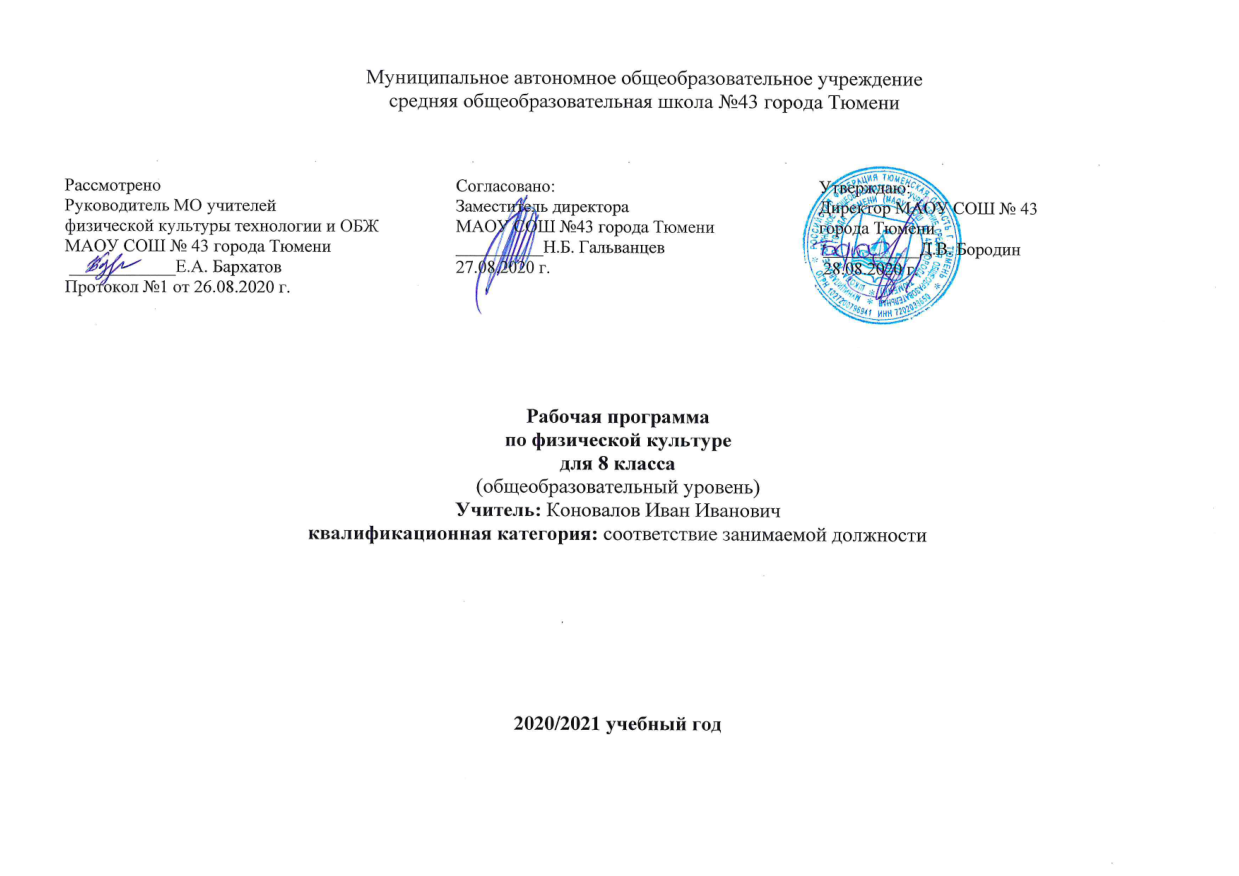 Муниципальное автономное общеобразовательное учреждение
средняя общеобразовательная школа №43 города Тюмени
Рассмотрено
Руководитель МО учителей
физической культуры технологии и ОБЖ
МАОУ СОШ № 43 города Тюмени
____________Е.А. Бархатов
Протокол №1 от 26.08.2020 г.
Согласовано:
Заместитель директора
МАОУ СОШ №43 города Тюмени
_____________Н.Б. Гальванцев
27.08.2020 г.
Утверждаю:
Директор МАОУ СОШ № 43
города Тюмени
___________Д.В. Бородин
28.08.2020 г.
Рабочая программа
по физической культуре
для 8 класса
(общеобразовательный уровень)
Учитель: Коновалов Иван Иванович
квалификационная категория: соответствие занимаемой должности
2020/2021 учебный год